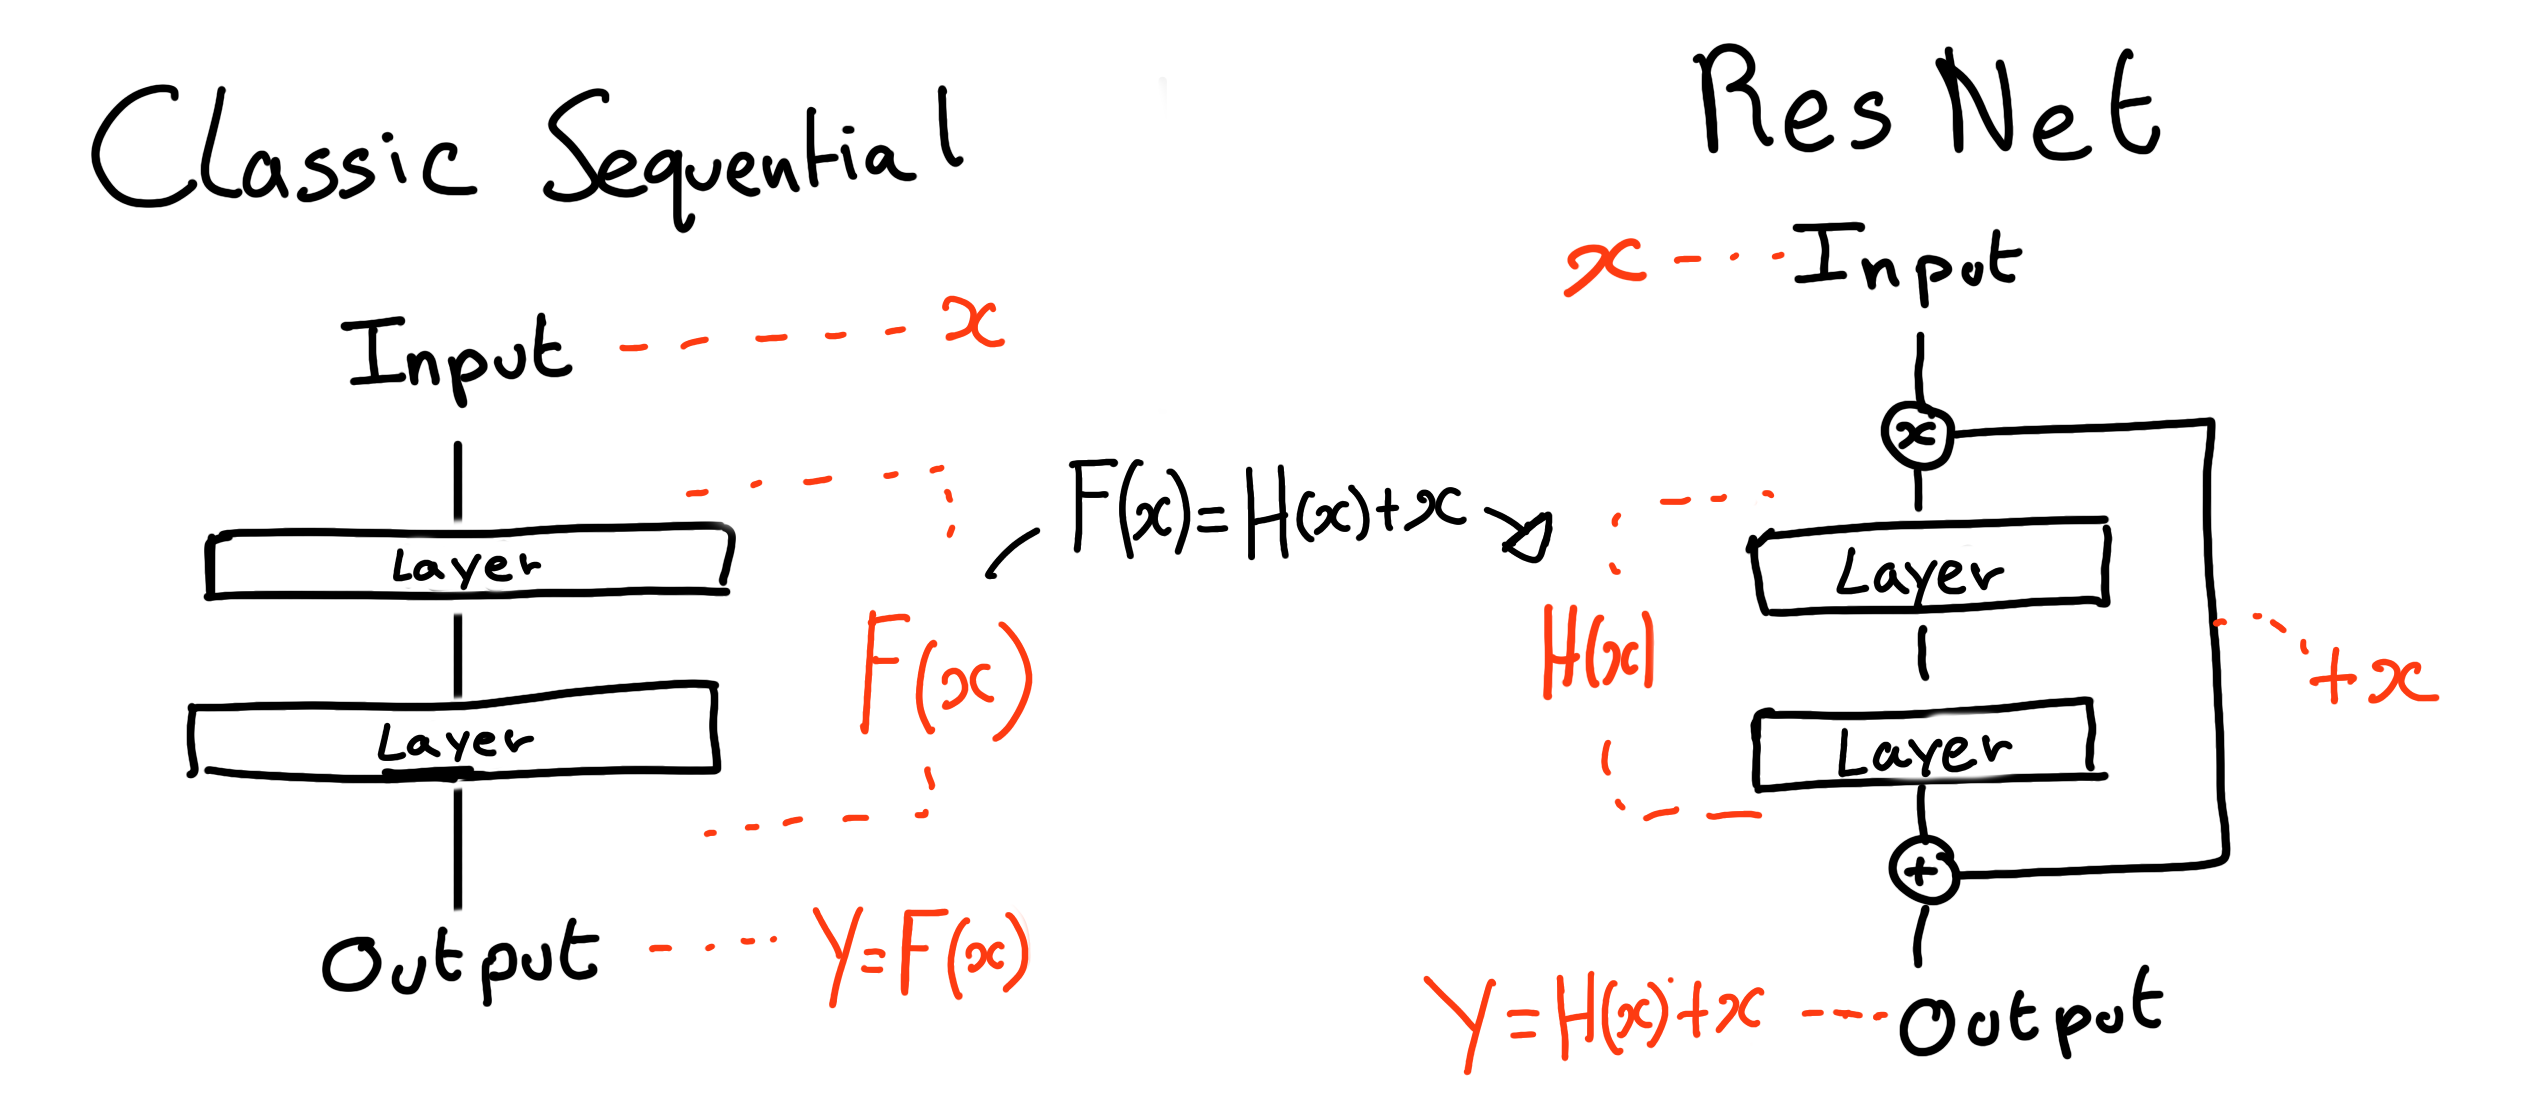 Classic Sequential
Input x
Layer
Layer
F(x)
Output Y=F(x)
F(x)=H(x)+x
ResNet
x Input
x
Layer
H(x)
+x
Layer
+
Y=H(x)+x Output